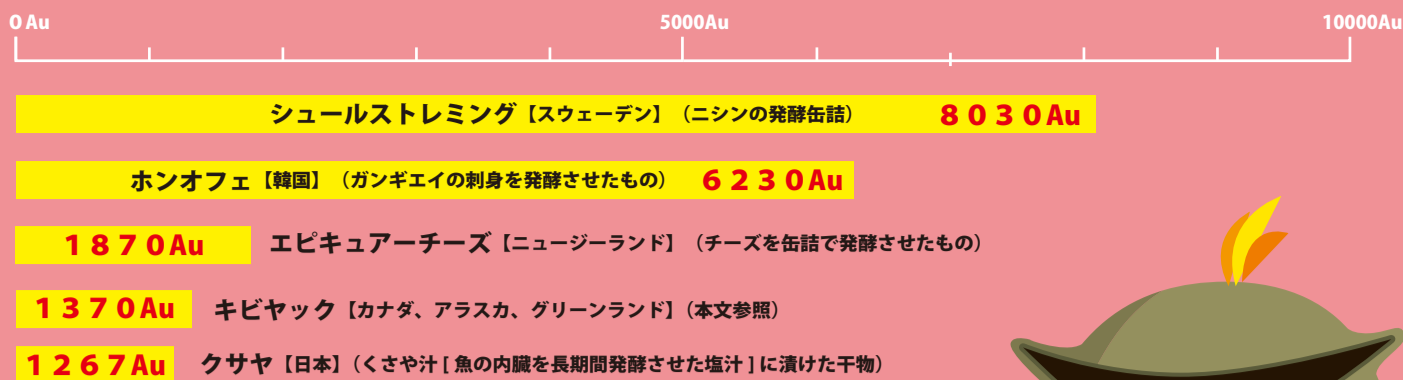 0 Au 5000Au 10000Au
シュールストレミング【スウェーデン】（ニシンの発酵缶詰） 8030Au
ホンオフェ【韓国】（ガンギエイの刺身を発酵させたもの） 6230Au
1870Au エピキュアーチーズ【ニュージーランド】（チーズを缶詰で発酵させたもの）
1370Au キビヤック【カナダ、アラスカ、グリーンランド】（本文参照）
1267Au クサヤ【日本】（くさや汁 [ 魚の内臓を長期間発酵させた塩汁 ] に漬けた干物）